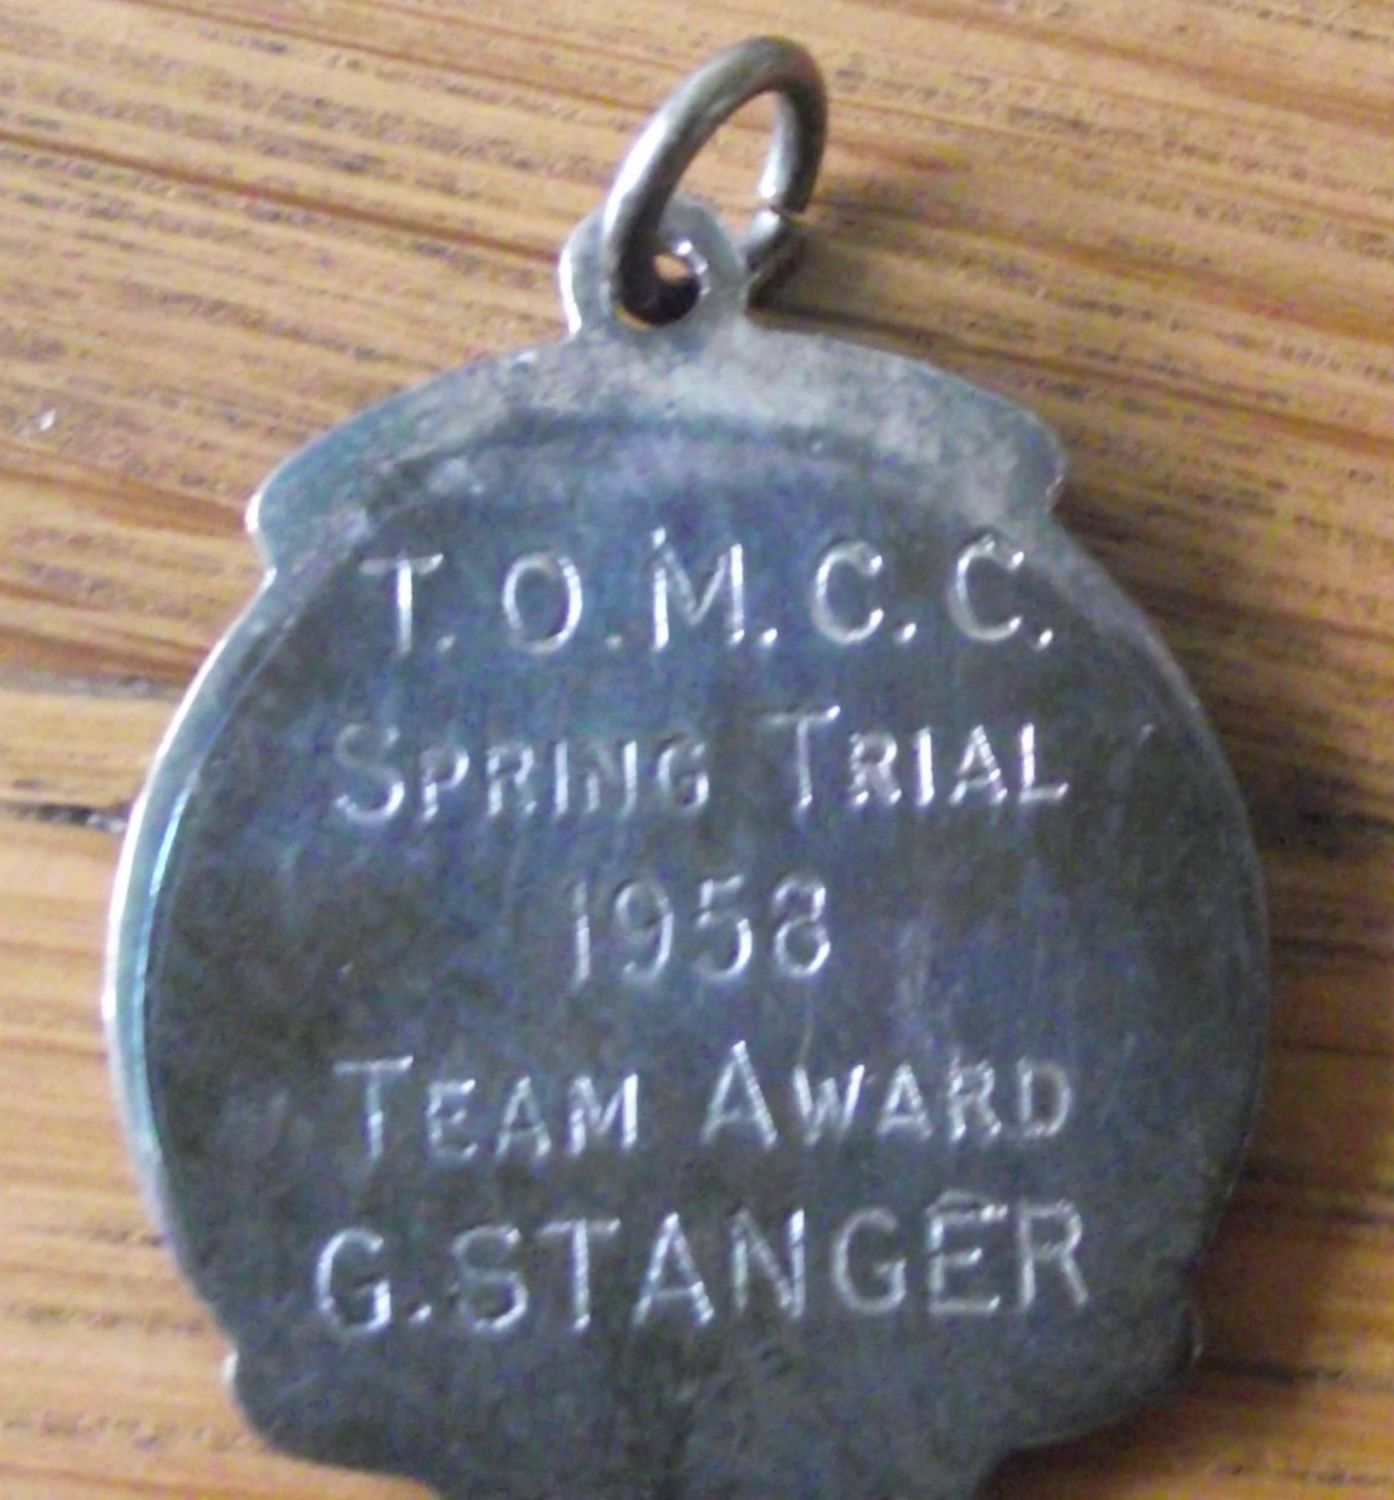 T.O.M.C.C.
SPRING TRIAL
1958
TEAM AWARD
G.STANGER